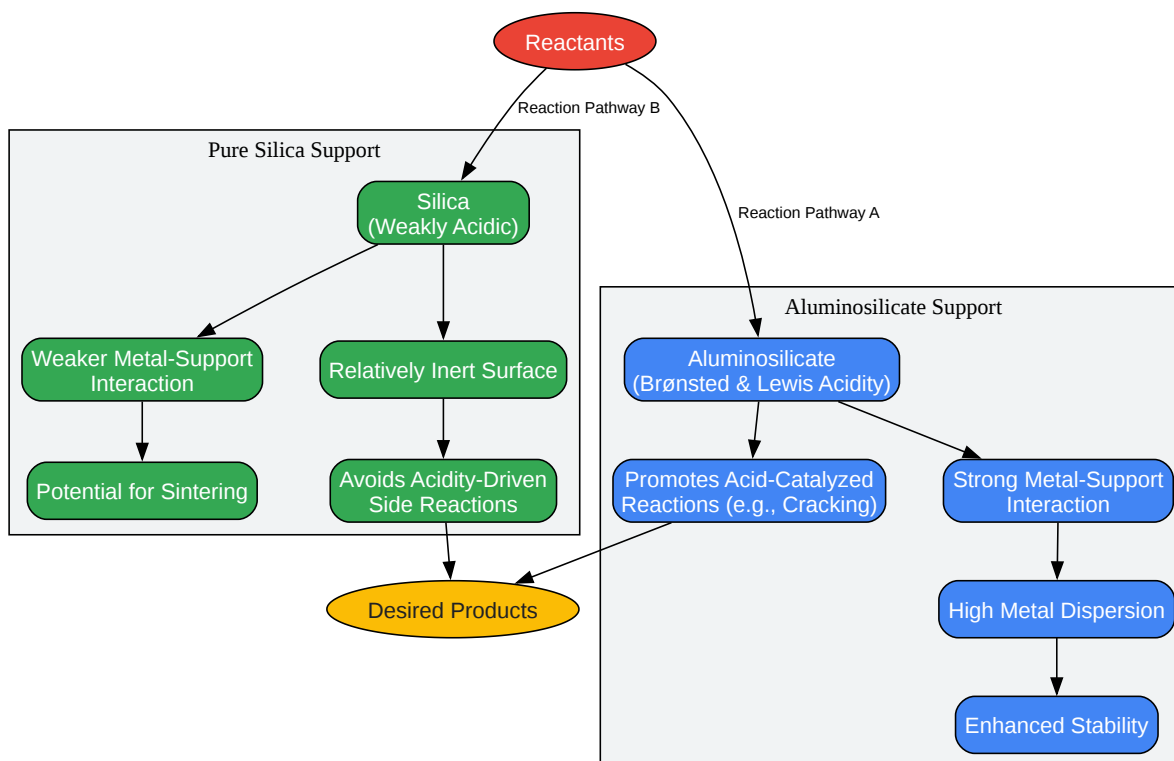 Reactants
Reaction Pathway B
Pure Silica Support
Silica
(Weakly Acidic)
Reaction Pathway A
Aluminosilicate Support
Weaker Metal-Support
Interaction
Relatively Inert Surface
Aluminosilicate
(Brønsted & Lewis Acidity)
Potential for Sintering
Avoids Acidity-Driven
Side Reactions
Promotes Acid-Catalyzed
Reactions (e.g., Cracking)
Strong Metal-Support
Interaction
Desired Products
High Metal Dispersion
Enhanced Stability